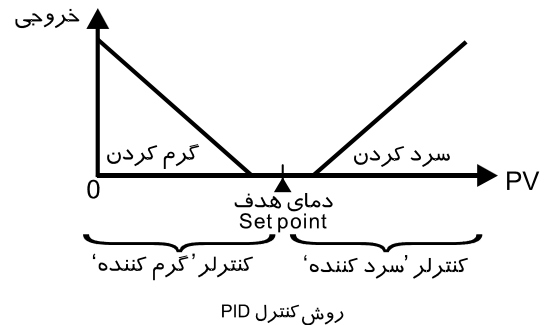 خروجی
گرم کردن
سرد کردن
0
PV
دمای هدف
Set point
کنترلر ’گرم کننده‘
کنترلر ’سرد کننده‘
روش کنترل PID